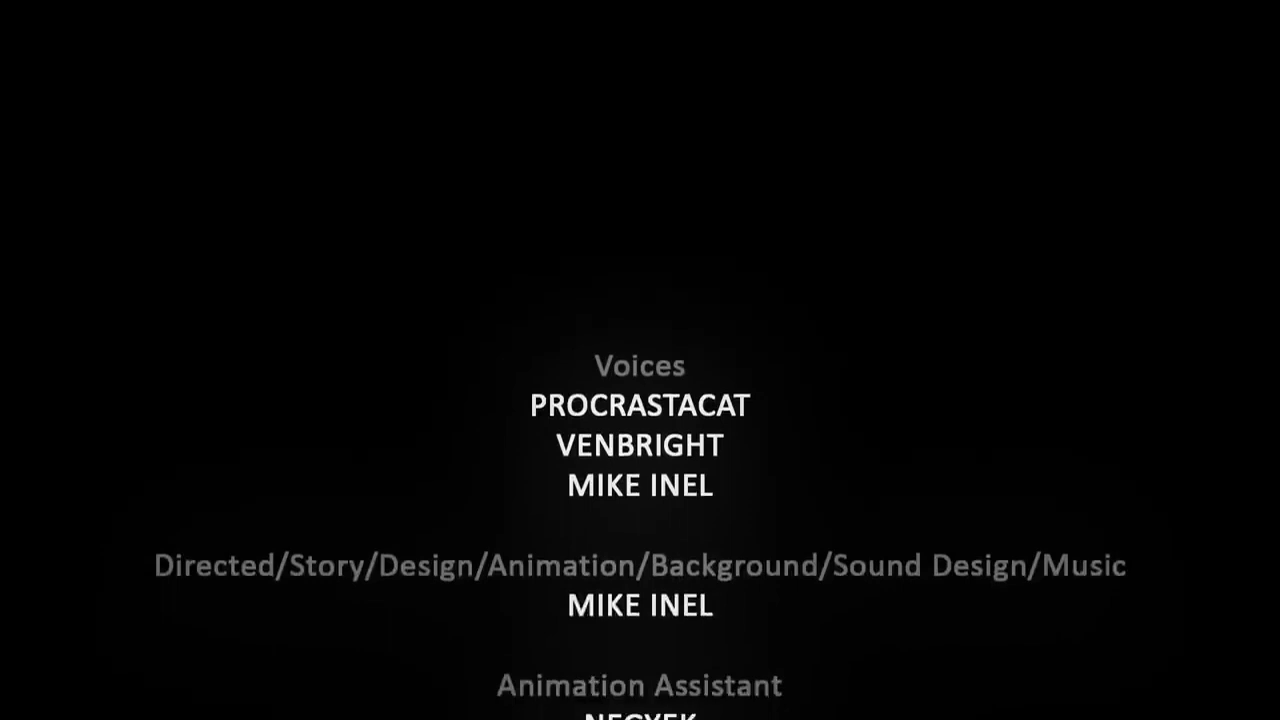 Voices
PROCRASTACAT
VENBRIGHT
MIKE INEL
Directed/Story/Design/Animation/Background/Sound Design/Music
MIKE INEL
Animation Assistant